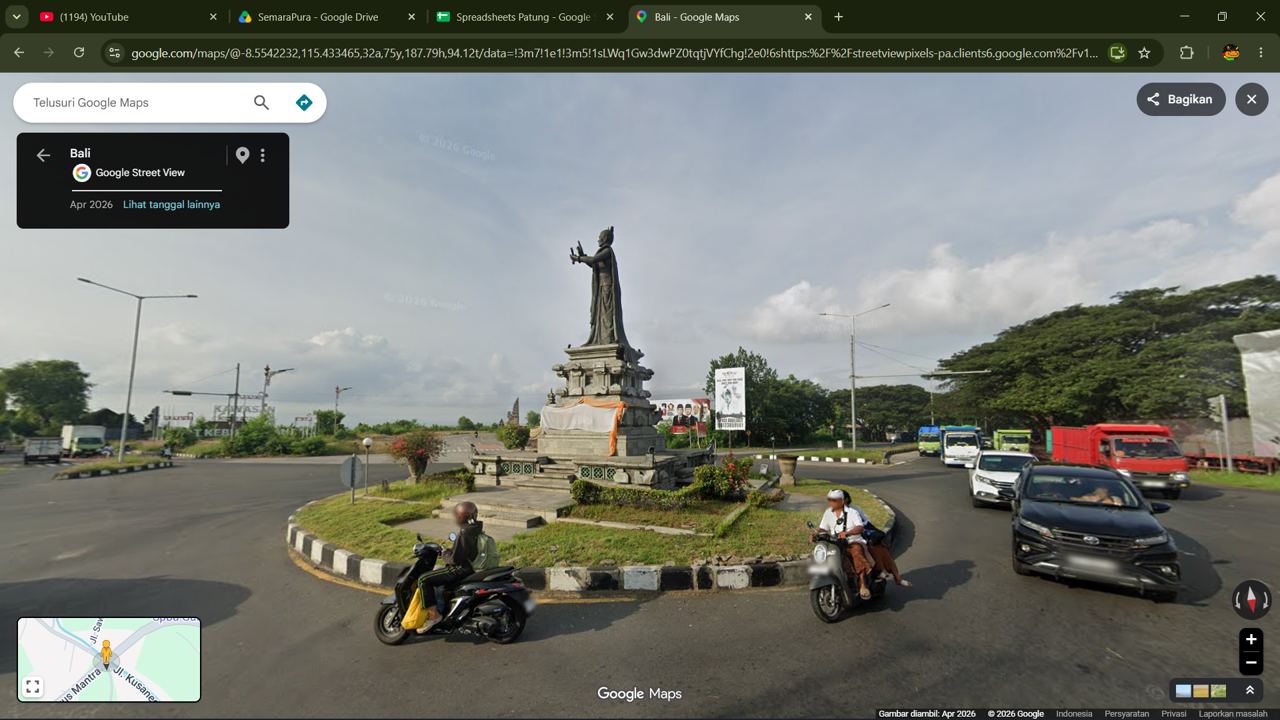 (1194) YouTube
SemaraPura - Google Drive
Spreadsheets Patung - Google S
Bali - Google Maps
google.com/maps/@-8.5542232,115.433465,32a,75y,187.79h,94.12t/data=!3m7!1e1!3m5!1sLWq1Gw3dwPZ0tqtjVYfChg!2e0!6shttps:%2F%2Fstreetviewpixels-pa.clients6.google.com%2Fv1...
Telusuri Google Maps
Bagikan
Bali
Google Street View
Apr 2026 Lihat tanggal lainnya
© 2026 Google
© 2026 Google
KAWAS
Jl. Kusane
Google Maps
Gambar diambil: Apr 2026 © 2026 Google Indonesia Persyaratan Privasi Laporkan masalah